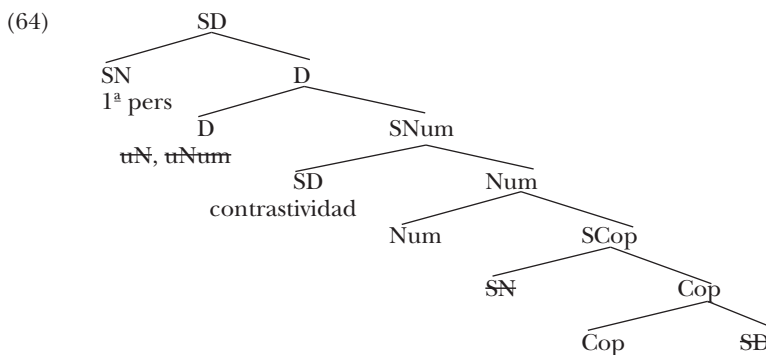 (64) SD
SN D
1ª pers
D SNum
uN, uNum
SD Num
contrastividad
Num SCop
SN Cop
Cop SD